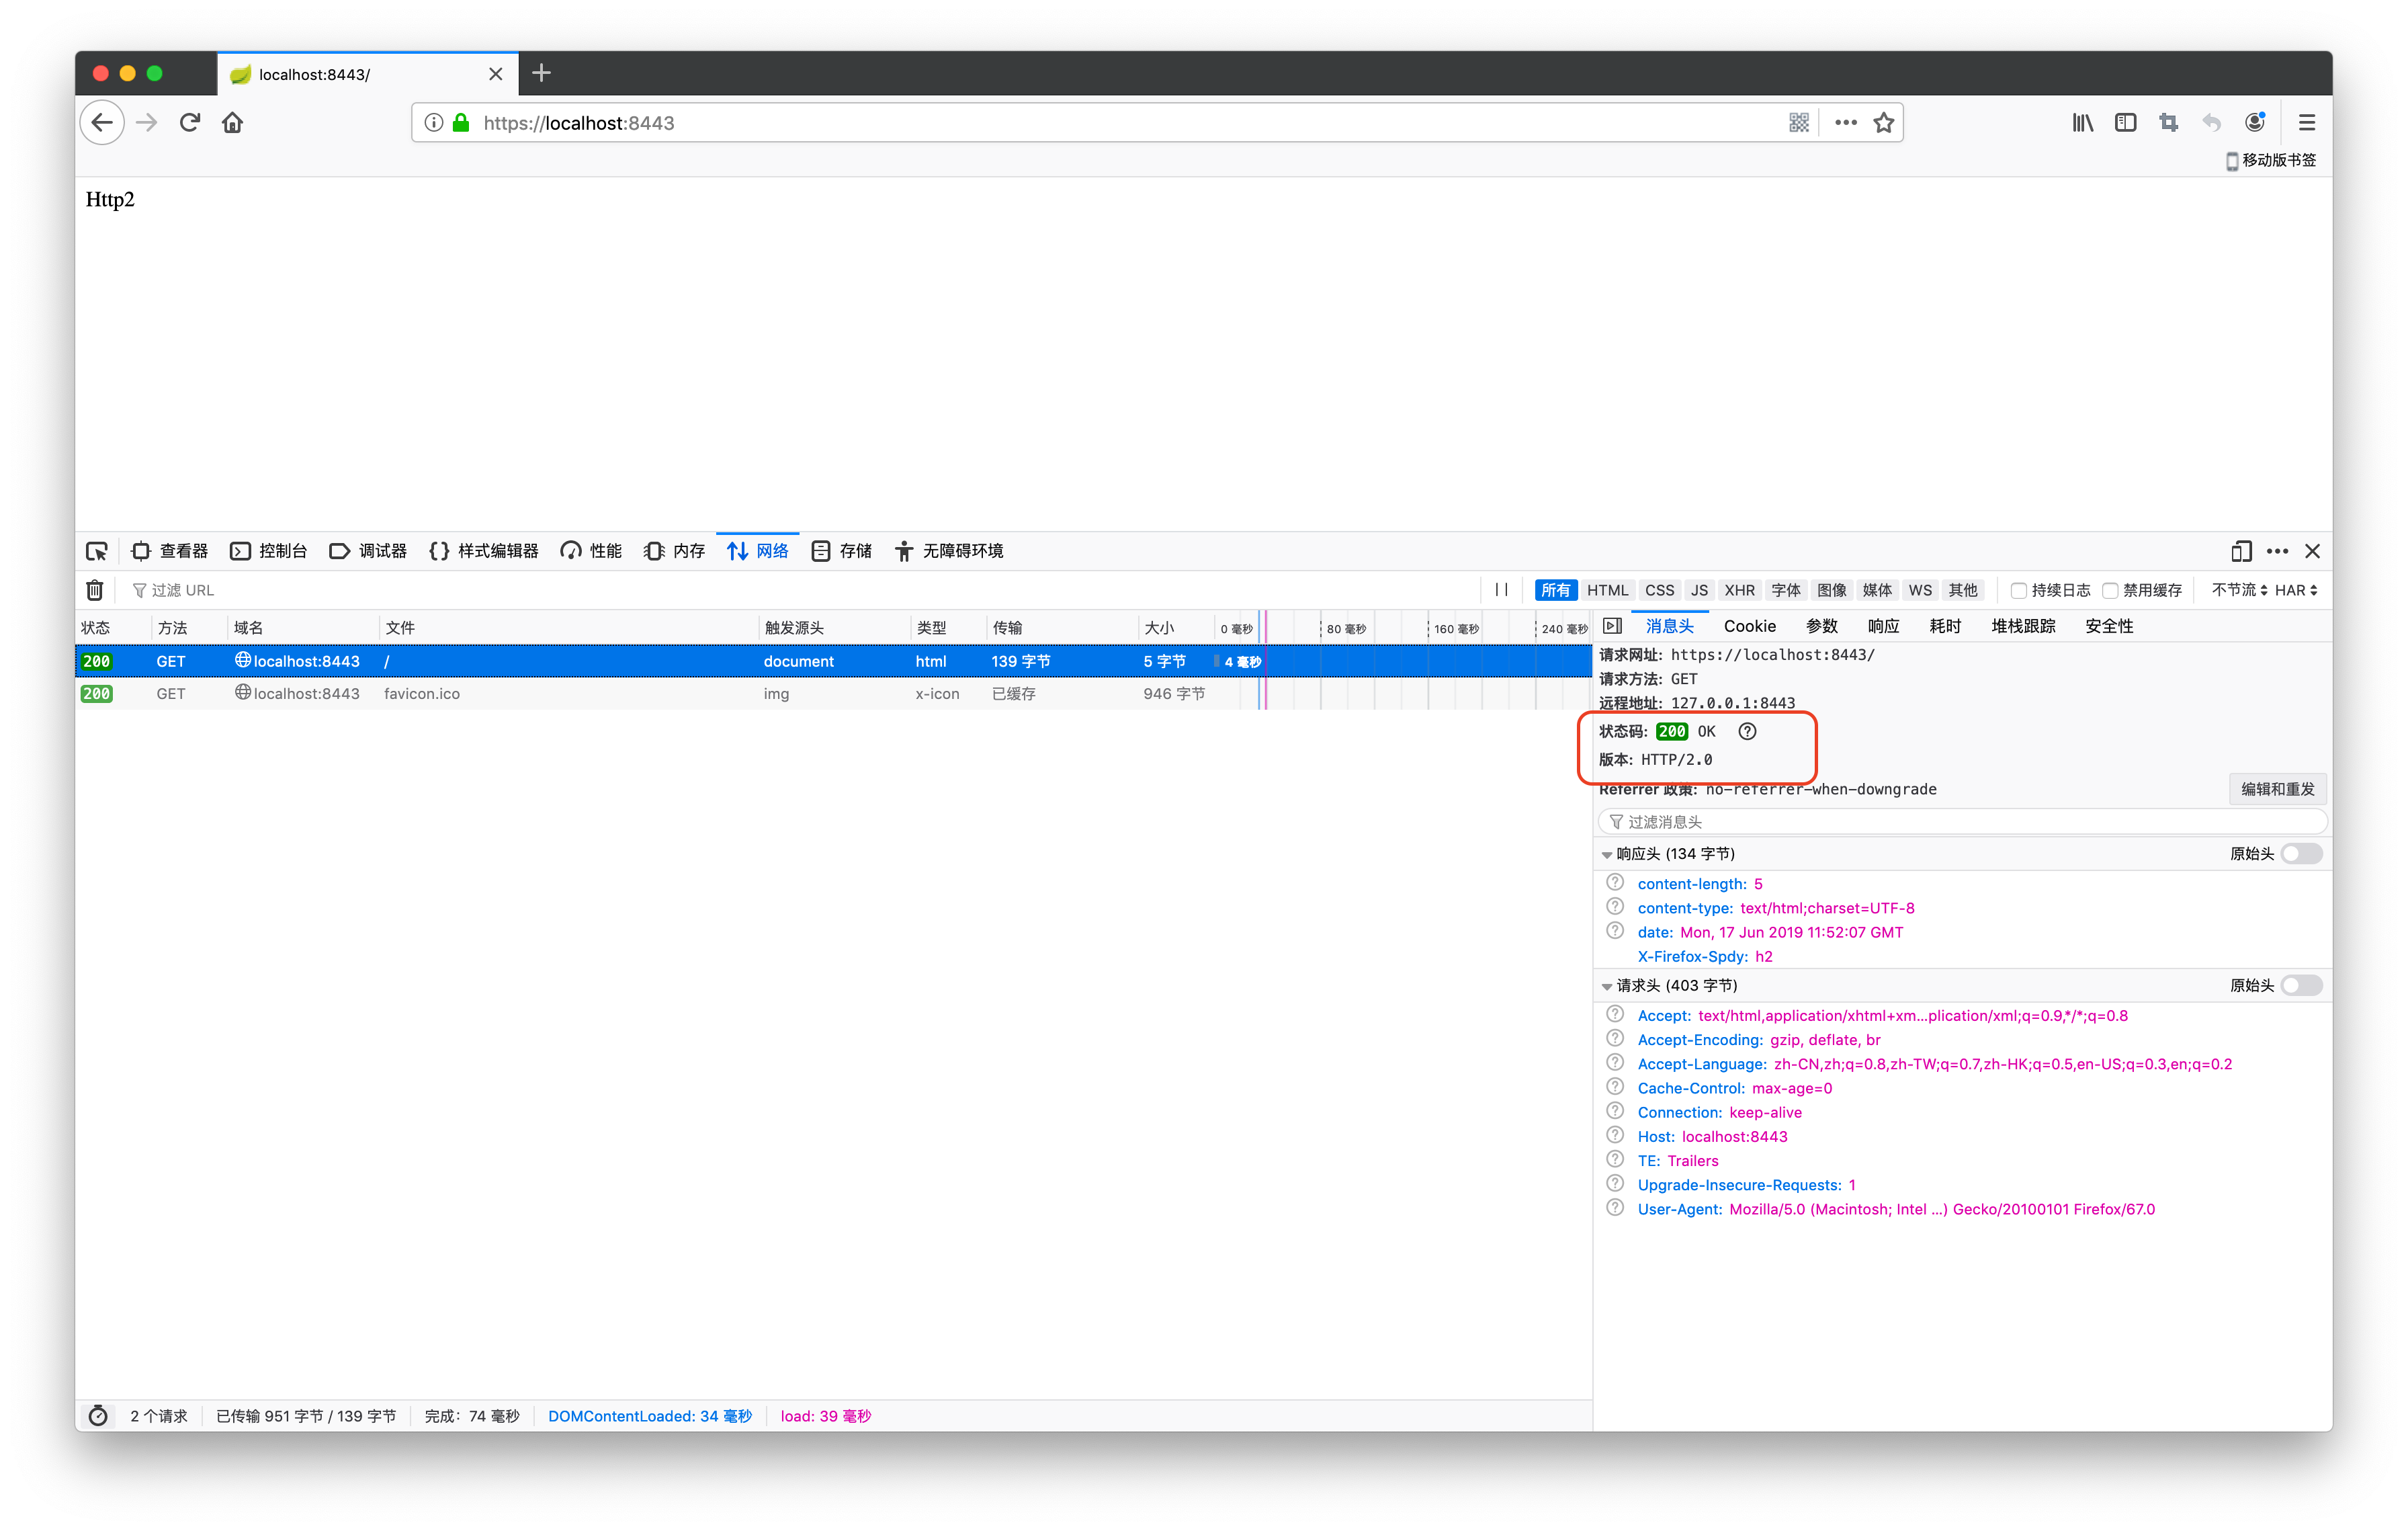 localhost:8443/
https://localhost:8443
移动版书签
Http2
查看器 控制台 调试器 样式编辑器 性能 内存 网络 存储 无障碍环境
过滤 URL 所有 HTML CSS JS XHR 字体 图像 媒体 WS 其他 持续日志 禁用缓存 不节流 HAR
状态 方法 域名 文件 触发源头 类型 传输 大小 0 毫秒 80 毫秒 160 毫秒 240 毫秒
200 GET localhost:8443 / document html 139 字节 5 字节 4 毫秒
200 GET localhost:8443 favicon.ico img x-icon 已缓存 946 字节
消息头 Cookie 参数 响应 耗时 堆栈跟踪 安全性
请求网址: https://localhost:8443/
请求方法: GET
远程地址: 127.0.0.1:8443
状态码: 200 OK
版本: HTTP/2.0
Referrer 政策: no-referrer-when-downgrade 编辑和重发
过滤消息头
响应头 (134 字节) 原始头
content-length: 5
content-type: text/html;charset=UTF-8
date: Mon, 17 Jun 2019 11:52:07 GMT
X-Firefox-Spdy: h2
请求头 (403 字节) 原始头
Accept: text/html,application/xhtml+xm…plication/xml;q=0.9,*/*;q=0.8
Accept-Encoding: gzip, deflate, br
Accept-Language: zh-CN,zh;q=0.8,zh-TW;q=0.7,zh-HK;q=0.5,en-US;q=0.3,en;q=0.2
Cache-Control: max-age=0
Connection: keep-alive
Host: localhost:8443
TE: Trailers
Upgrade-Insecure-Requests: 1
User-Agent: Mozilla/5.0 (Macintosh; Intel …) Gecko/20100101 Firefox/67.0
2 个请求 已传输 951 字节 / 139 字节 完成：74 毫秒 DOMContentLoaded: 34 毫秒 load: 39 毫秒